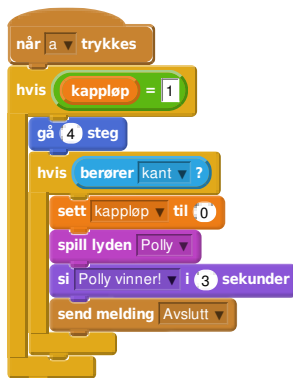 når a trykkes
hvis kappløp = 1
gå 4 steg
hvis berører kant ?
sett kappløp til 0
spill lyden Polly
si Polly vinner! i 3 sekunder
send melding Avslutt